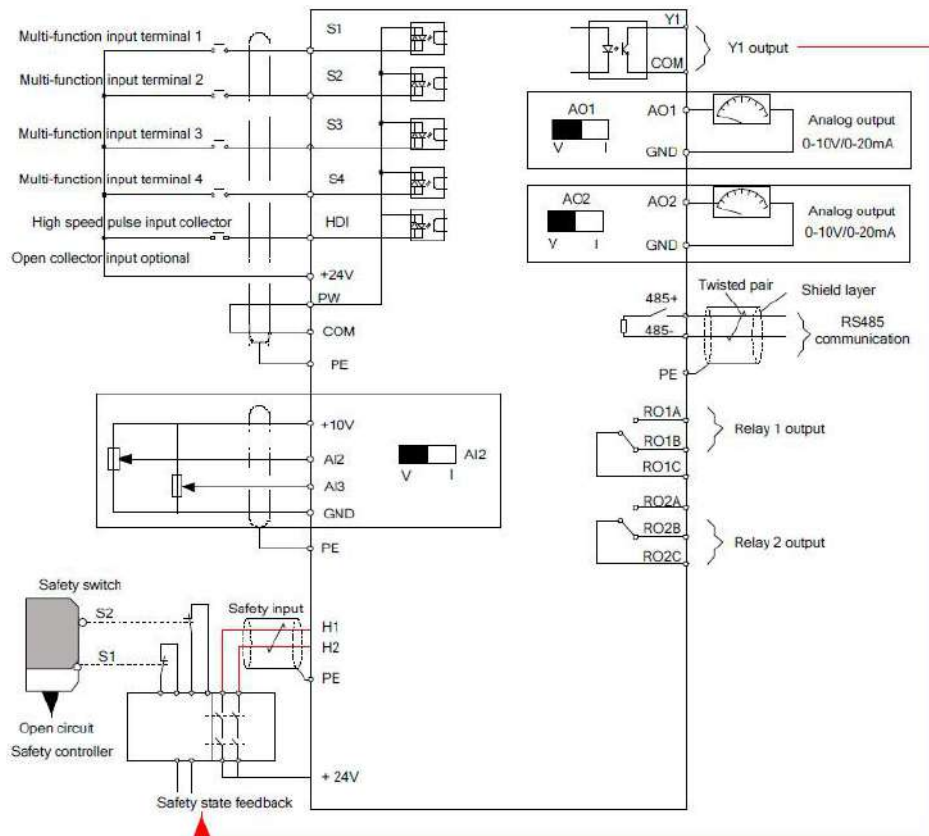 Multi-function input terminal 1
S1
Multi-function input terminal 2
S2
Multi-function input terminal 3
S3
Multi-function input terminal 4
S4
High speed pulse input collector
HDI
Open collector input optional
+24V
PW
COM
PE
+10V
AI2
AI3
GND
PE
AI2
V I
Safety switch
S2
S1
Open circuit
Safety controller
Safety input
H1
H2
PE
+ 24V
Safety state feedback
Y1
COM
Y1 output
AO1
V I
AO1
GND
Analog output
0-10V/0-20mA
AO2
V I
AO2
GND
Analog output
0-10V/0-20mA
Twisted pair
Shield layer
485+
485-
RS485
communication
PE
RO1A
RO1B
RO1C
Relay 1 output
RO2A
RO2B
RO2C
Relay 2 output